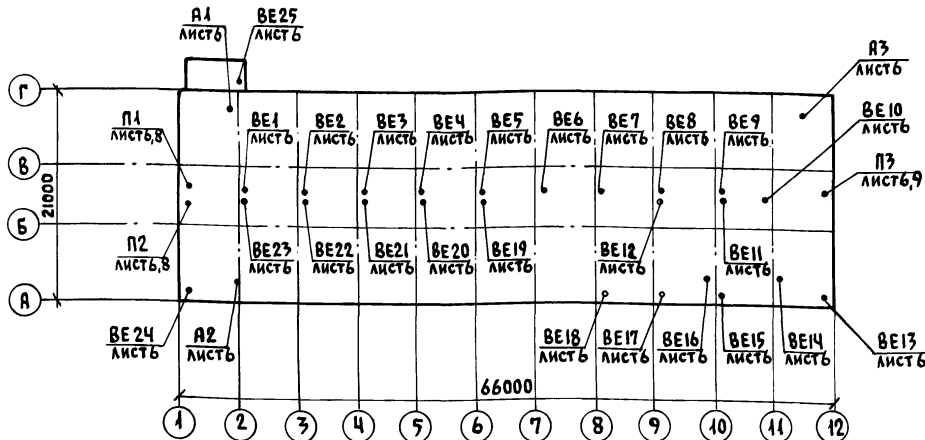 А1
лист6
ВЕ25
лист6
А3
лист6
Г
П1
лист6,8
ВЕ1
лист6
ВЕ2
лист6
ВЕ3
лист6
ВЕ4
лист6
ВЕ5
лист6
ВЕ6
лист6
ВЕ7
лист6
ВЕ8
лист6
ВЕ9
лист6
ВЕ10
лист6
В
П3
лист6,9
21000
Б
П2
лист6,8
ВЕ23
лист6
ВЕ22
лист6
ВЕ21
лист6
ВЕ20
лист6
ВЕ19
лист6
ВЕ12
лист6
ВЕ11
лист6
А
ВЕ24
лист6
А2
лист6
ВЕ18
лист6
ВЕ17
лист6
ВЕ16
лист6
ВЕ15
лист6
ВЕ14
лист6
ВЕ13
лист6
66000
1 2 3 4 5 6 7 8 9 10 11 12